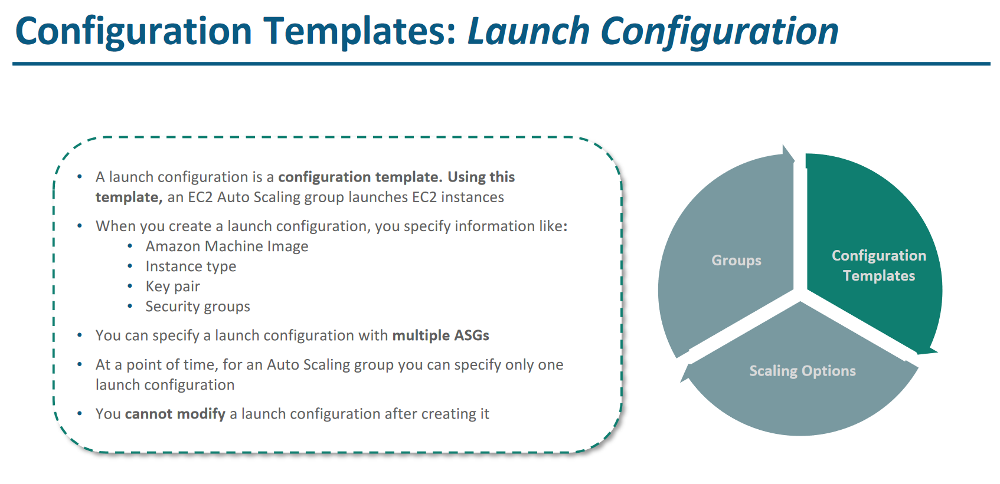 Configuration Templates: Launch Configuration
• A launch configuration is a configuration template. Using this
template, an EC2 Auto Scaling group launches EC2 instances
• When you create a launch configuration, you specify information like:
• Amazon Machine Image
• Instance type
• Key pair
• Security groups
• You can specify a launch configuration with multiple ASGs
• At a point of time, for an Auto Scaling group you can specify only one
launch configuration
• You cannot modify a launch configuration after creating it
Groups
Configuration
Templates
Scaling Options